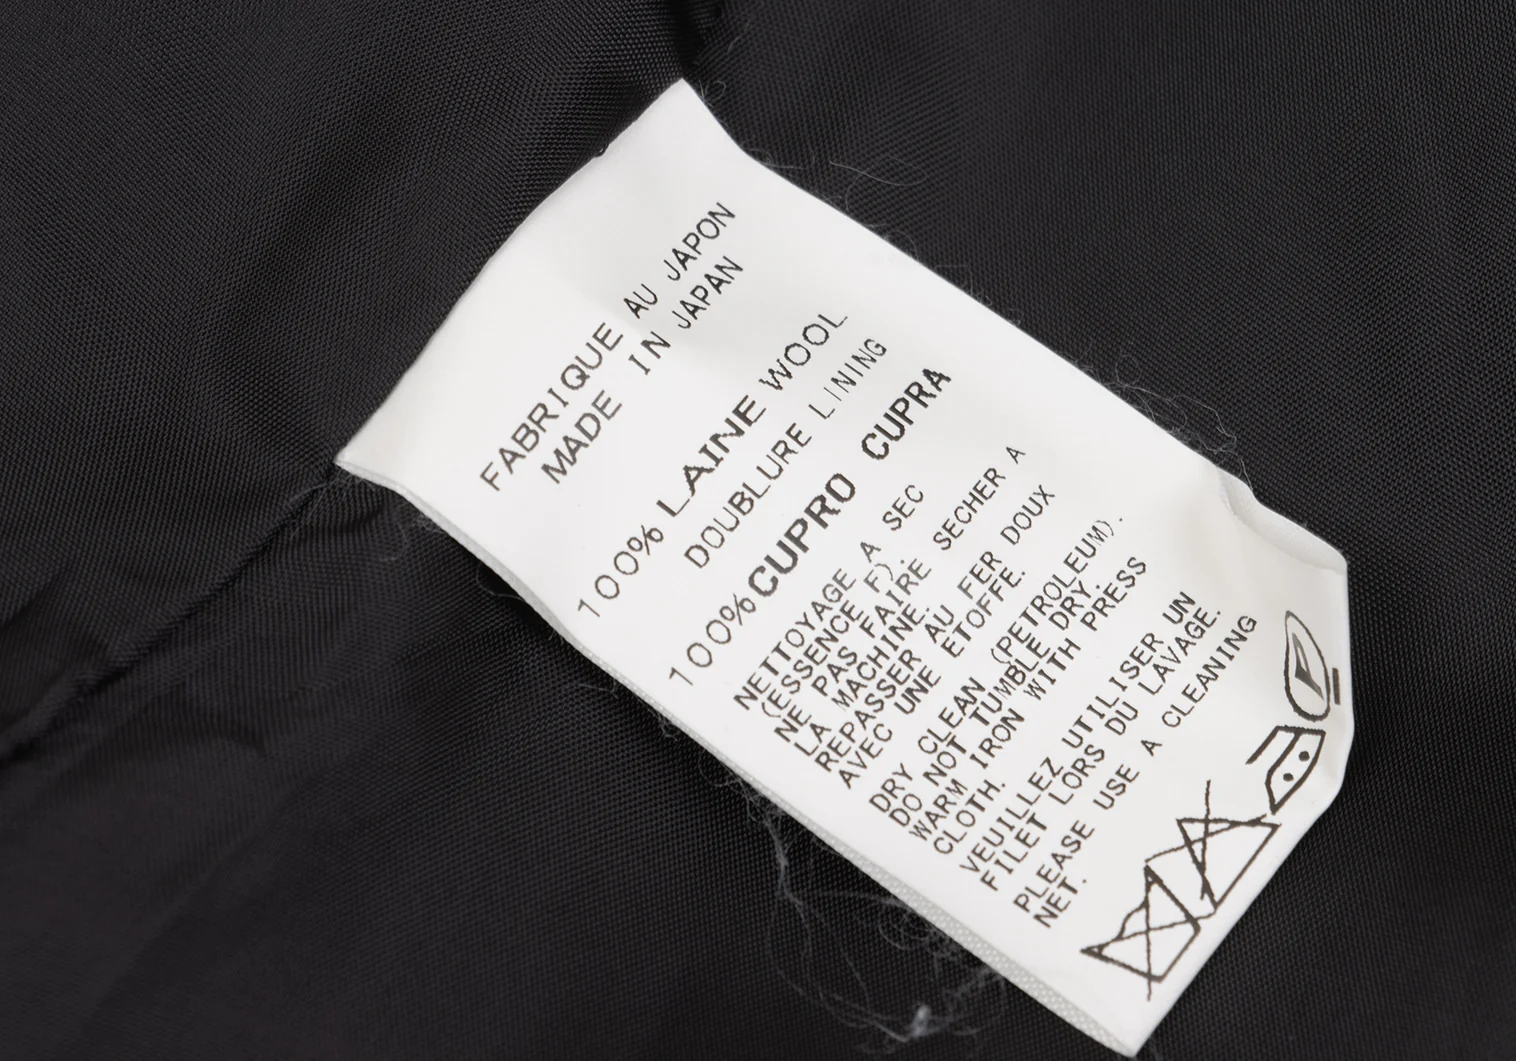 FABRIQUE AU JAPON
MADE IN JAPAN
100% LAINE WOOL
DOUBLURE LINING
100% CUPRO CUPRA
NETTOYAGE A SEC
(ESSENCE F).
NE PAS FAIRE SECHER A
LA MACHINE.
REPASSER AU FER DOUX
AVEC UNE ETOFFE.
DRY CLEAN (PETROLEUM).
DO NOT TUMBLE DRY.
WARM IRON WITH PRESS
CLOTH.
VEUILLEZ UTILISER UN
FILET LORS DU LAVAGE.
PLEASE USE A CLEANING
NET.
P